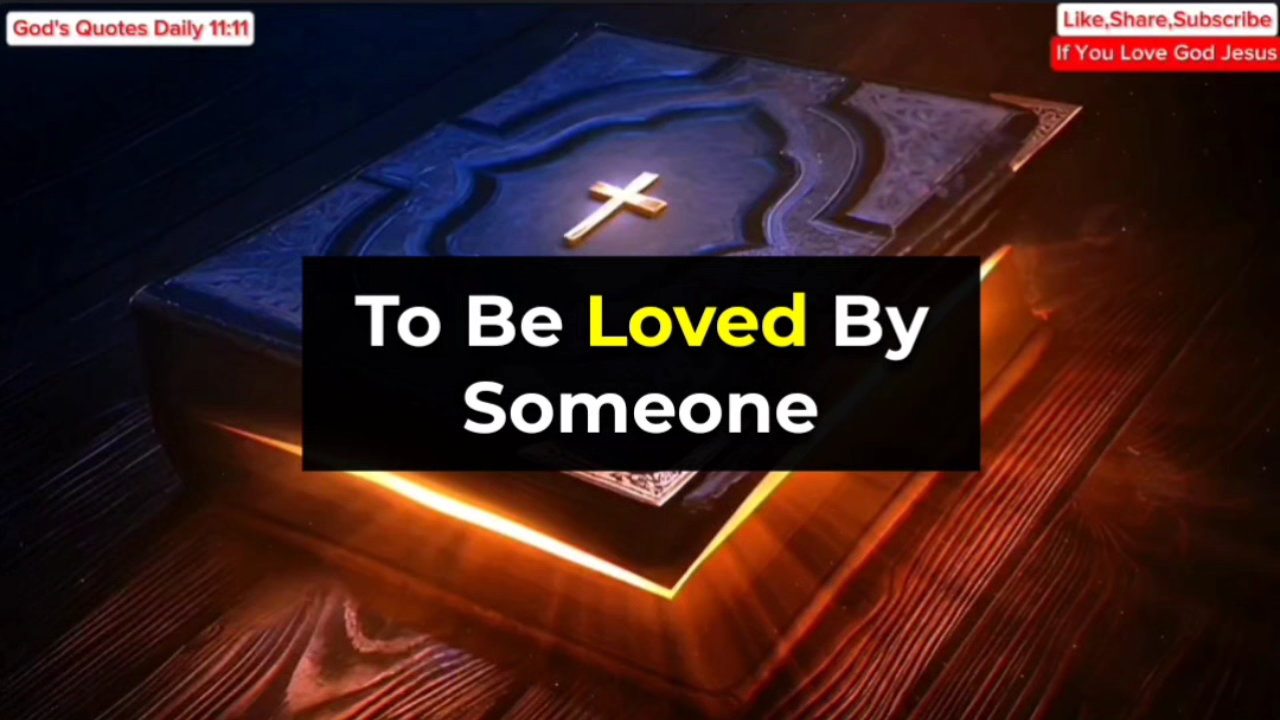 God's Quotes Daily 11:11
Like,Share,Subscribe
If You Love God Jesus
To Be Loved By
Someone